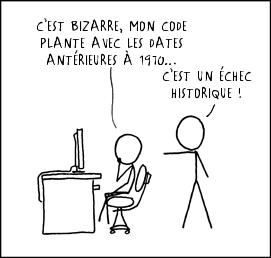 C'EST BIZARRE, MON CODE
PLANTE AVEC LES DATES
ANTÉRIEURES À 1970...
C'EST UN ÉCHEC
HISTORIQUE !